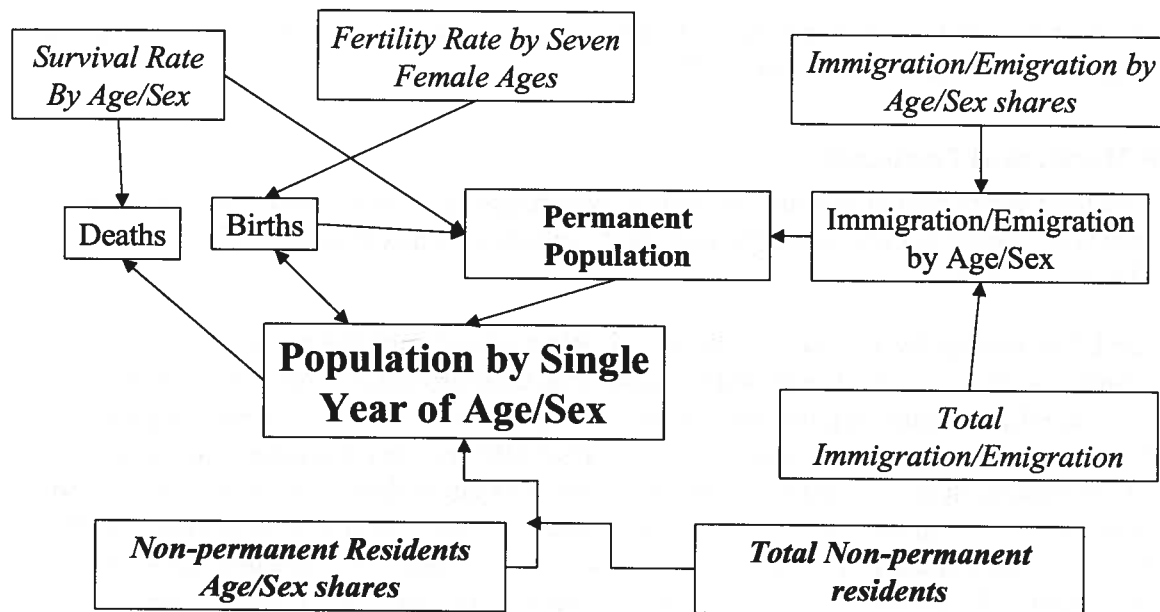 Survival Rate
By Age/Sex
Fertility Rate by Seven
Female Ages
Immigration/Emigration by
Age/Sex shares
Deaths
Births
Permanent
Population
Immigration/Emigration
by Age/Sex
Population by Single
Year of Age/Sex
Total
Immigration/Emigration
Non-permanent Residents
Age/Sex shares
Total Non-permanent
residents